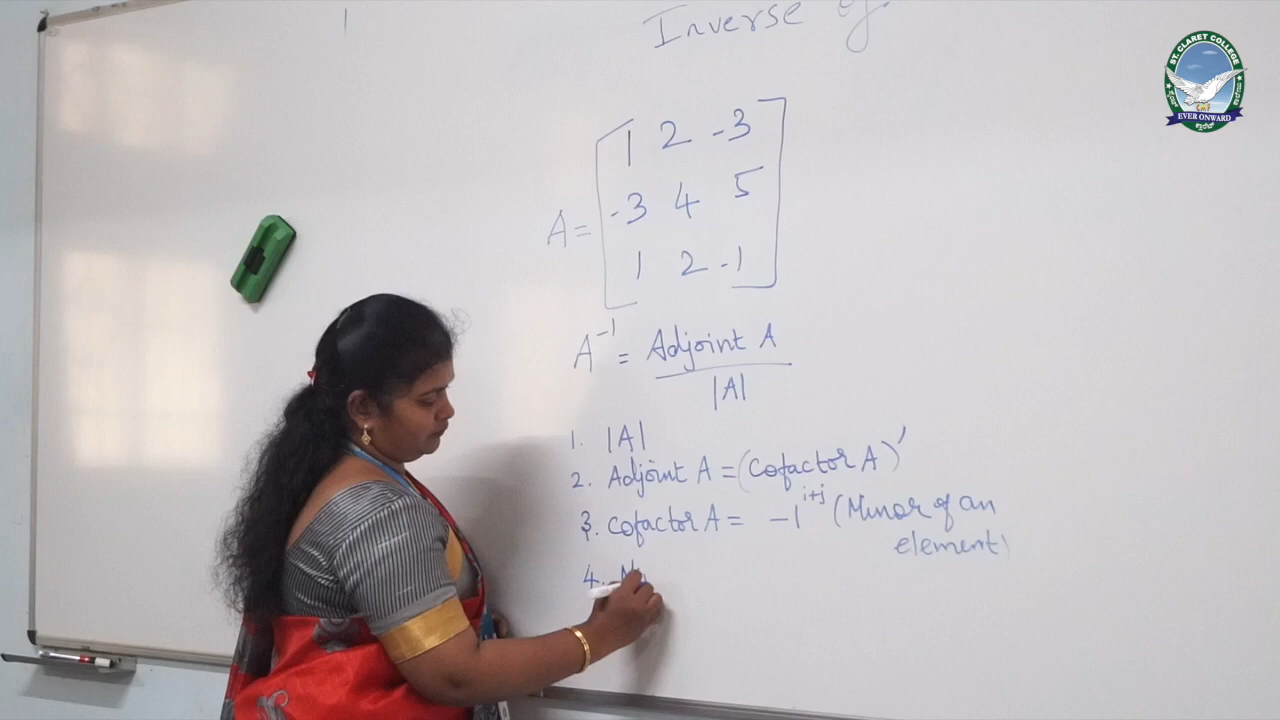 Inverse of
A = [ 1 2 -3
-3 4 5
1 2 -1 ]
A⁻¹ = Adjoint A
|A|
1. |A|
2. Adjoint A = (Cofactor A)′
3. Cofactor A = -1^{i+j} (Minor of an
element)
4. M
ST. CLARET COLLEGE
EVER ONWARD